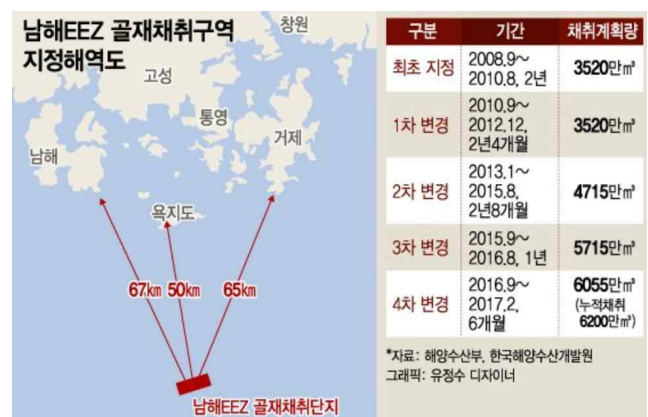 남해EEZ 골재채취구역
지정해역도
창원
고성
통영
거제
남해
욕지도
67㎞ 50㎞ 65㎞
남해EEZ 골재채취단지
구분 기간 채취계획량
최초 지정 2008.9～ 2010.8, 2년 3520만㎥
1차 변경 2010.9～ 2012.12, 2년4개월 3520만㎥
2차 변경 2013.1～ 2015.8, 2년8개월 4715만㎥
3차 변경 2015.9～ 2016.8, 1년 5715만㎥
4차 변경 2016.9～ 2017.2, 6개월 6055만㎥ (누적채취 6200만㎥)
*자료: 해양수산부, 한국해양수산개발원
그래픽: 유정수 디자이너